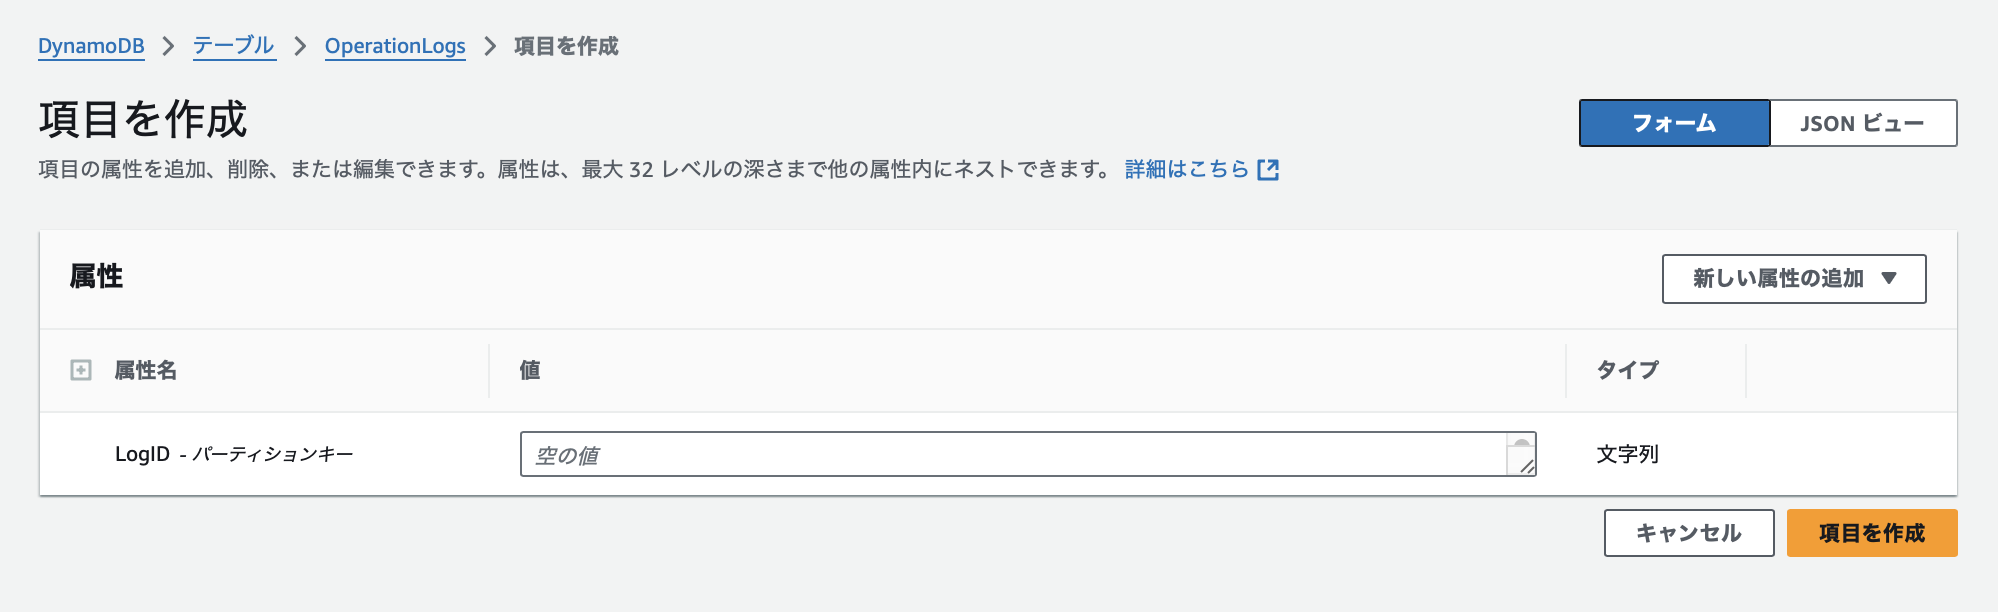 DynamoDB > テーブル > OperationLogs > 項目を作成
項目を作成
フォーム
JSON ビュー
項目の属性を追加、削除、または編集できます。属性は、最大 32 レベルの深さまで他の属性内にネストできます。 詳細はこちら
属性
新しい属性の追加 ▼
属性名 値 タイプ
LogID - パーティションキー 空の値 文字列
キャンセル 項目を作成